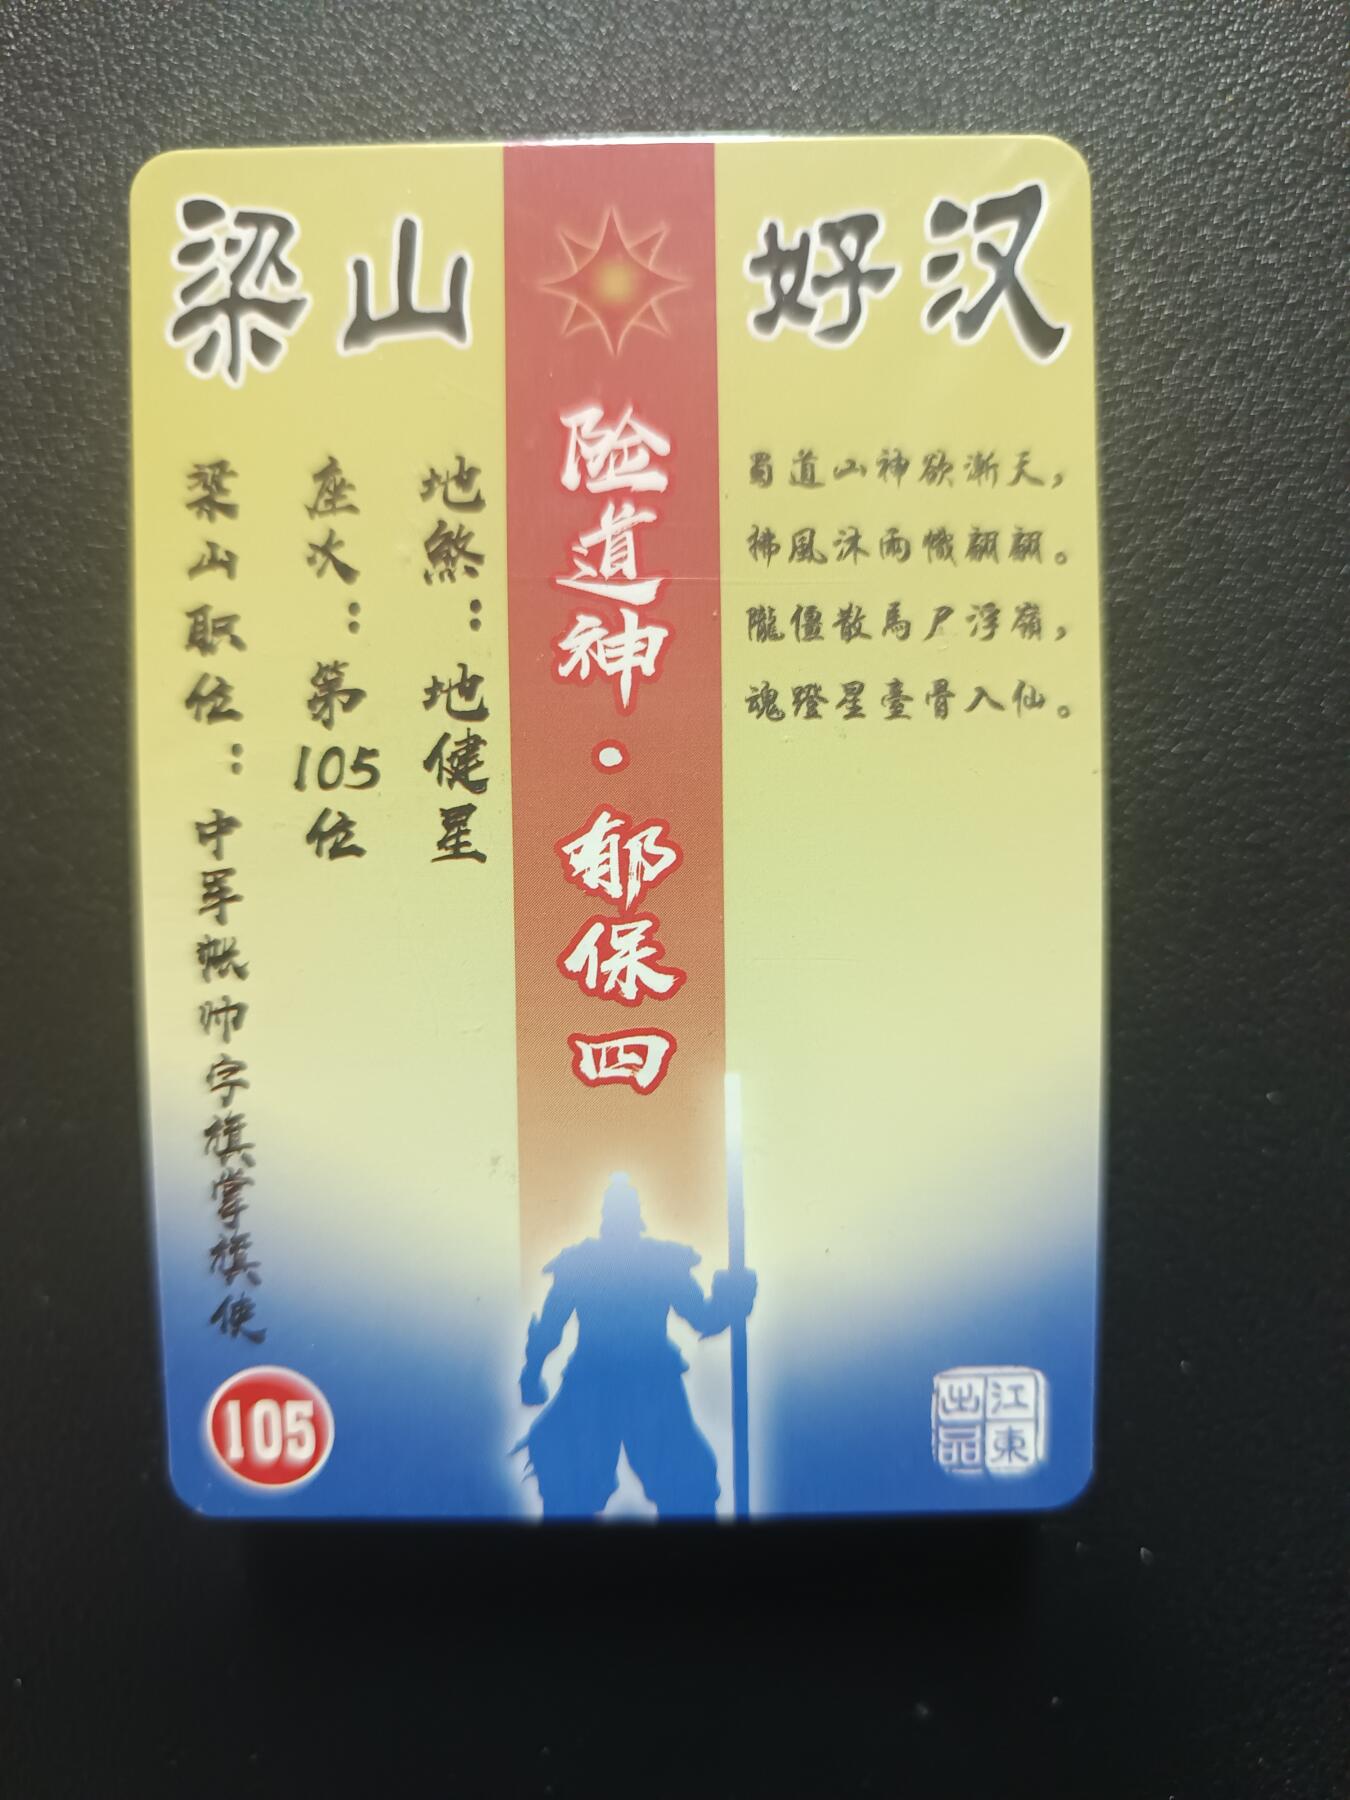 梁山 好汉
险道神·郁保四
地煞：地健星
座次：第105位
梁山职位：中军帐帅字旗掌旗使
蜀道山神欲漸天，
拂風沐雨幟翩翩。
隴僵散馬尸浮嶺，
魂蹬星臺骨入仙。
105
江東出品